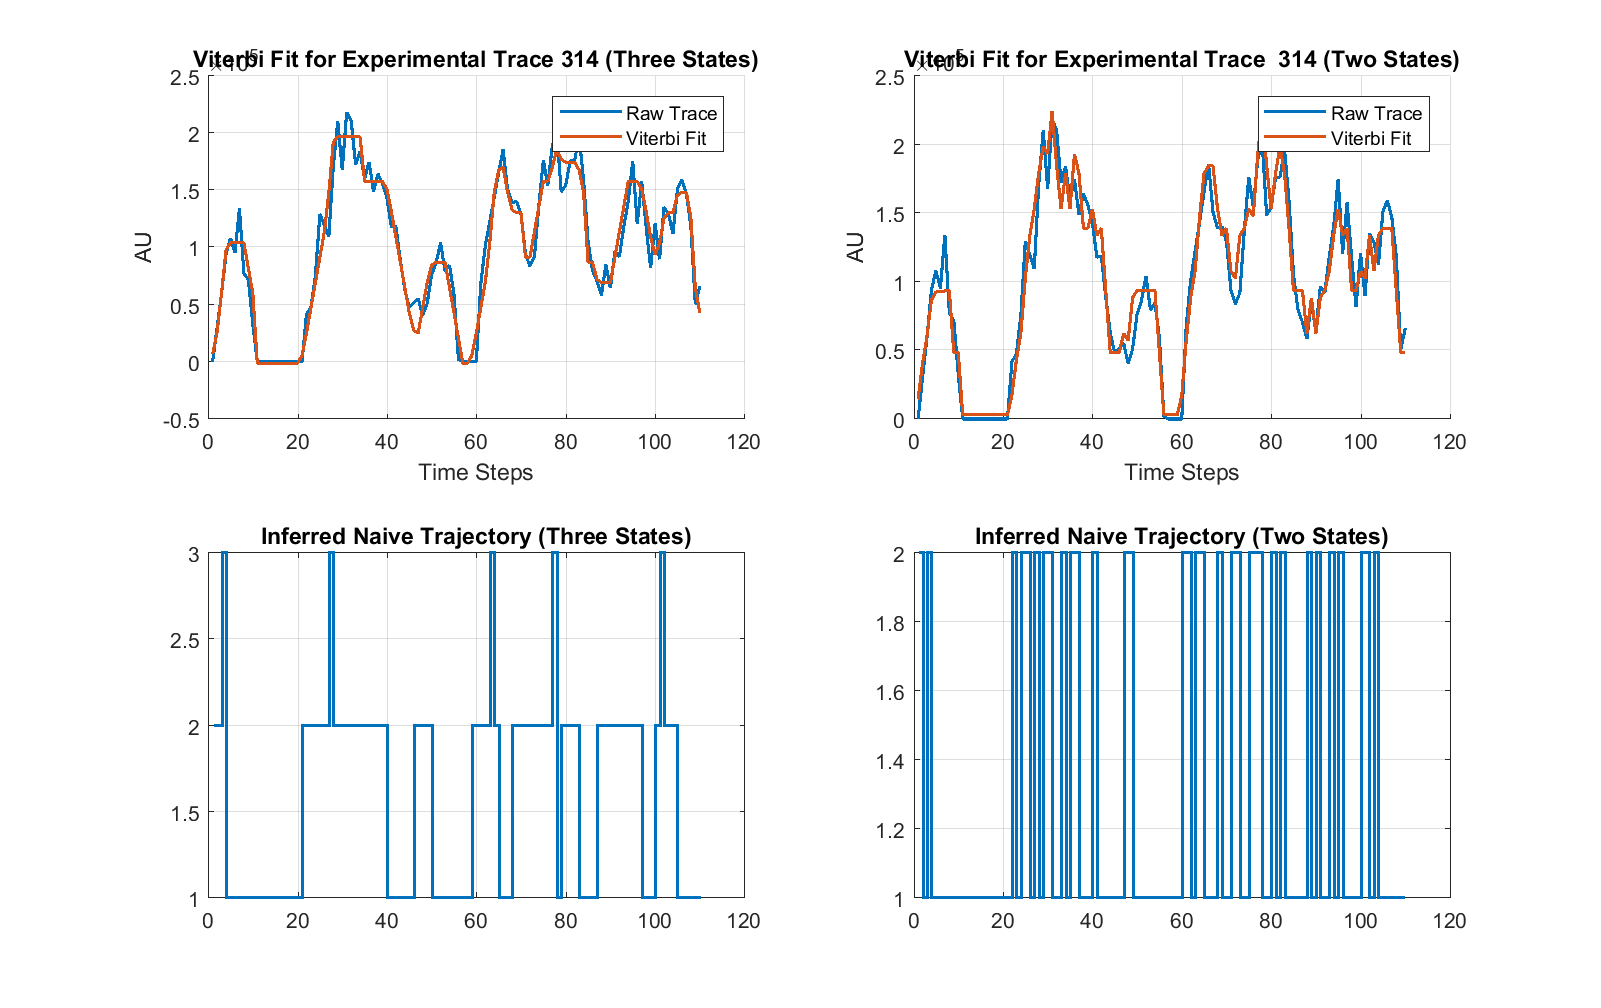 Viterbi Fit for Experimental Trace 314 (Three States)
×10^5
2.5
2
1.5
1
0.5
0
-0.5
AU
Raw Trace
Viterbi Fit
0 20 40 60 80 100 120
Time Steps
Viterbi Fit for Experimental Trace 314 (Two States)
×10^5
2.5
2
1.5
1
0.5
0
AU
Raw Trace
Viterbi Fit
0 20 40 60 80 100 120
Time Steps
Inferred Naive Trajectory (Three States)
3
2.5
2
1.5
1
0 20 40 60 80 100 120
Inferred Naive Trajectory (Two States)
2
1.8
1.6
1.4
1.2
1
0 20 40 60 80 100 120